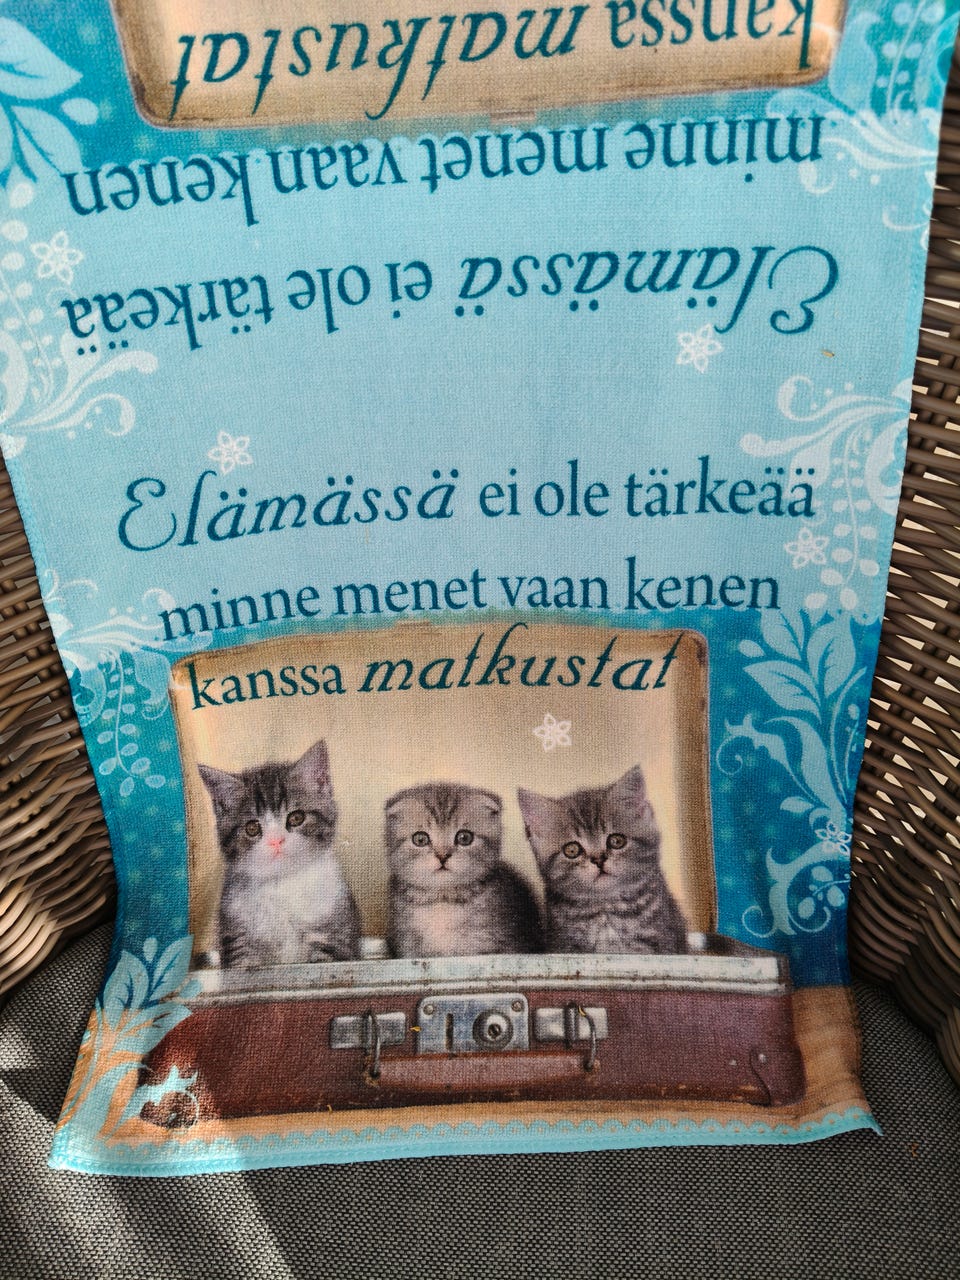 kanssa matkustat
minne menet vaan kenen
Elämässä ei ole tärkeää
Elämässä ei ole tärkeää
minne menet vaan kenen
kanssa matkustat